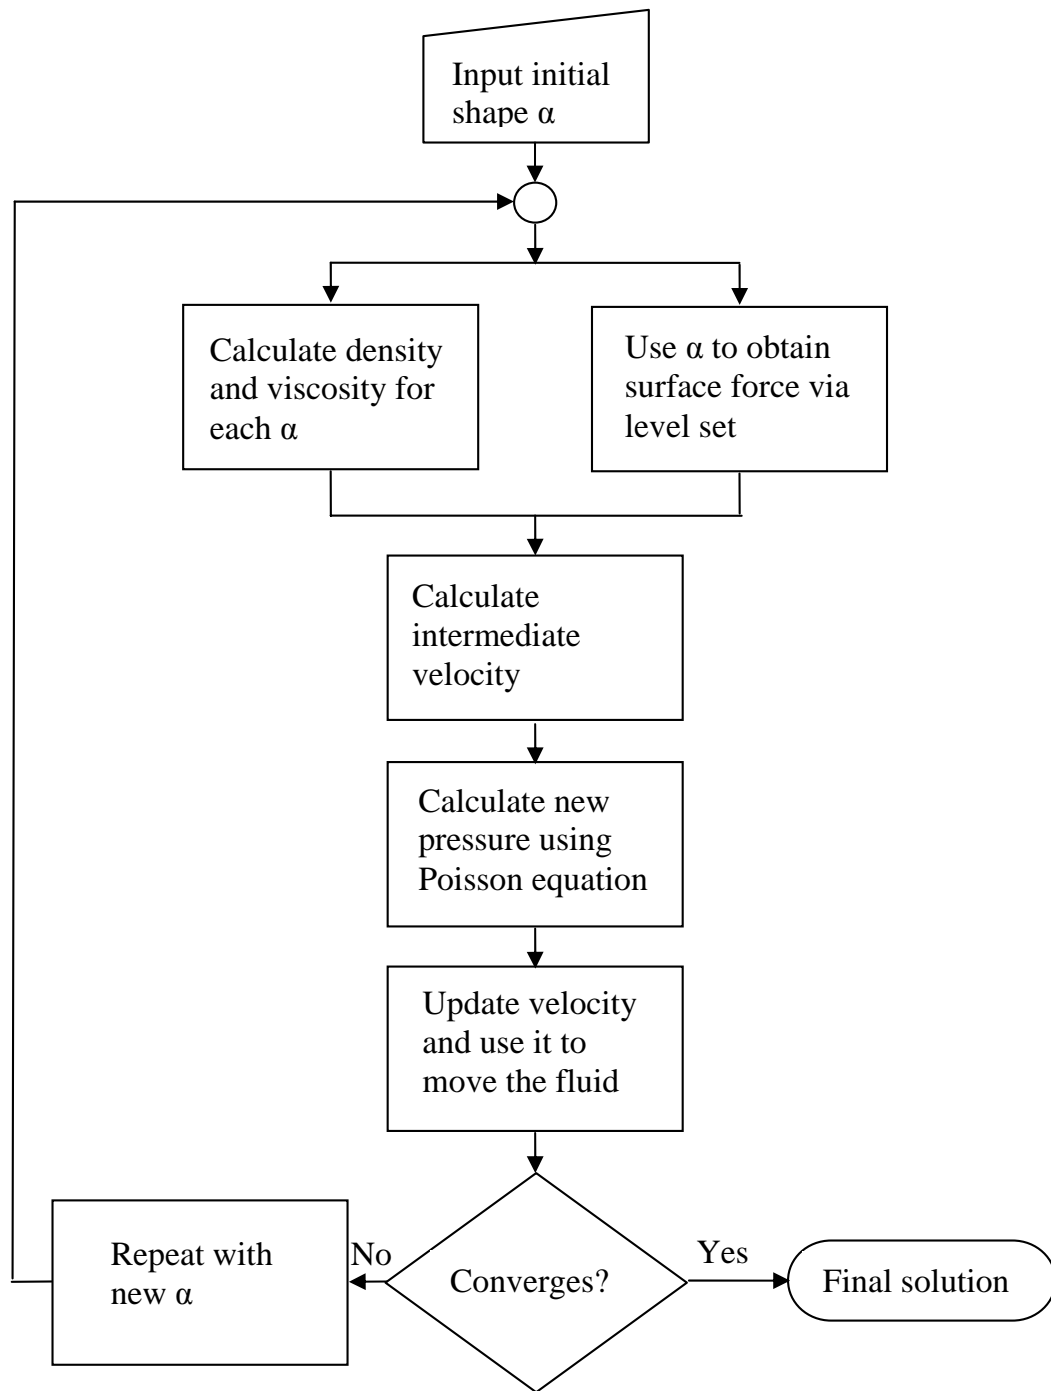 Input initial
shape α
Calculate density
and viscosity for
each α
Use α to obtain
surface force via
level set
Calculate
intermediate
velocity
Calculate new
pressure using
Poisson equation
Update velocity
and use it to
move the fluid
Repeat with
new α
No
Converges?
Yes
Final solution